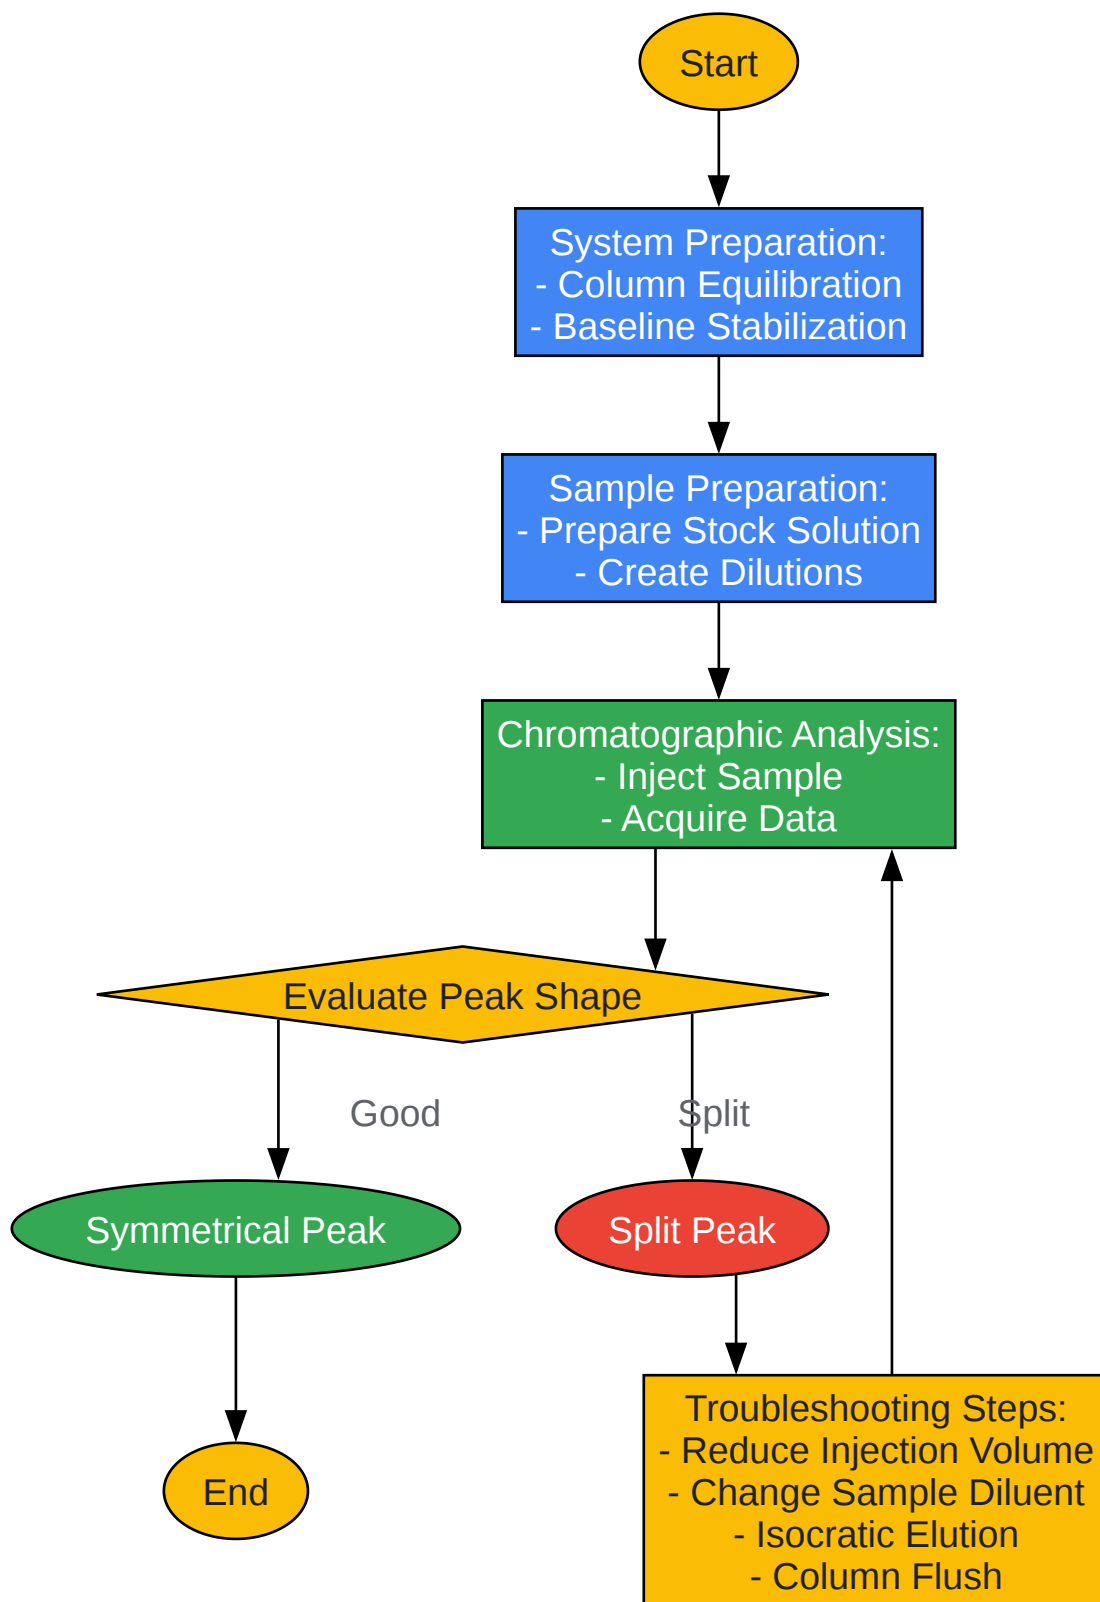 Start
System Preparation:
- Column Equilibration
- Baseline Stabilization
Sample Preparation:
- Prepare Stock Solution
- Create Dilutions
Chromatographic Analysis:
- Inject Sample
- Acquire Data
Evaluate Peak Shape
Good
Split
Symmetrical Peak
Split Peak
End
Troubleshooting Steps:
- Reduce Injection Volume
- Change Sample Diluent
- Isocratic Elution
- Column Flush